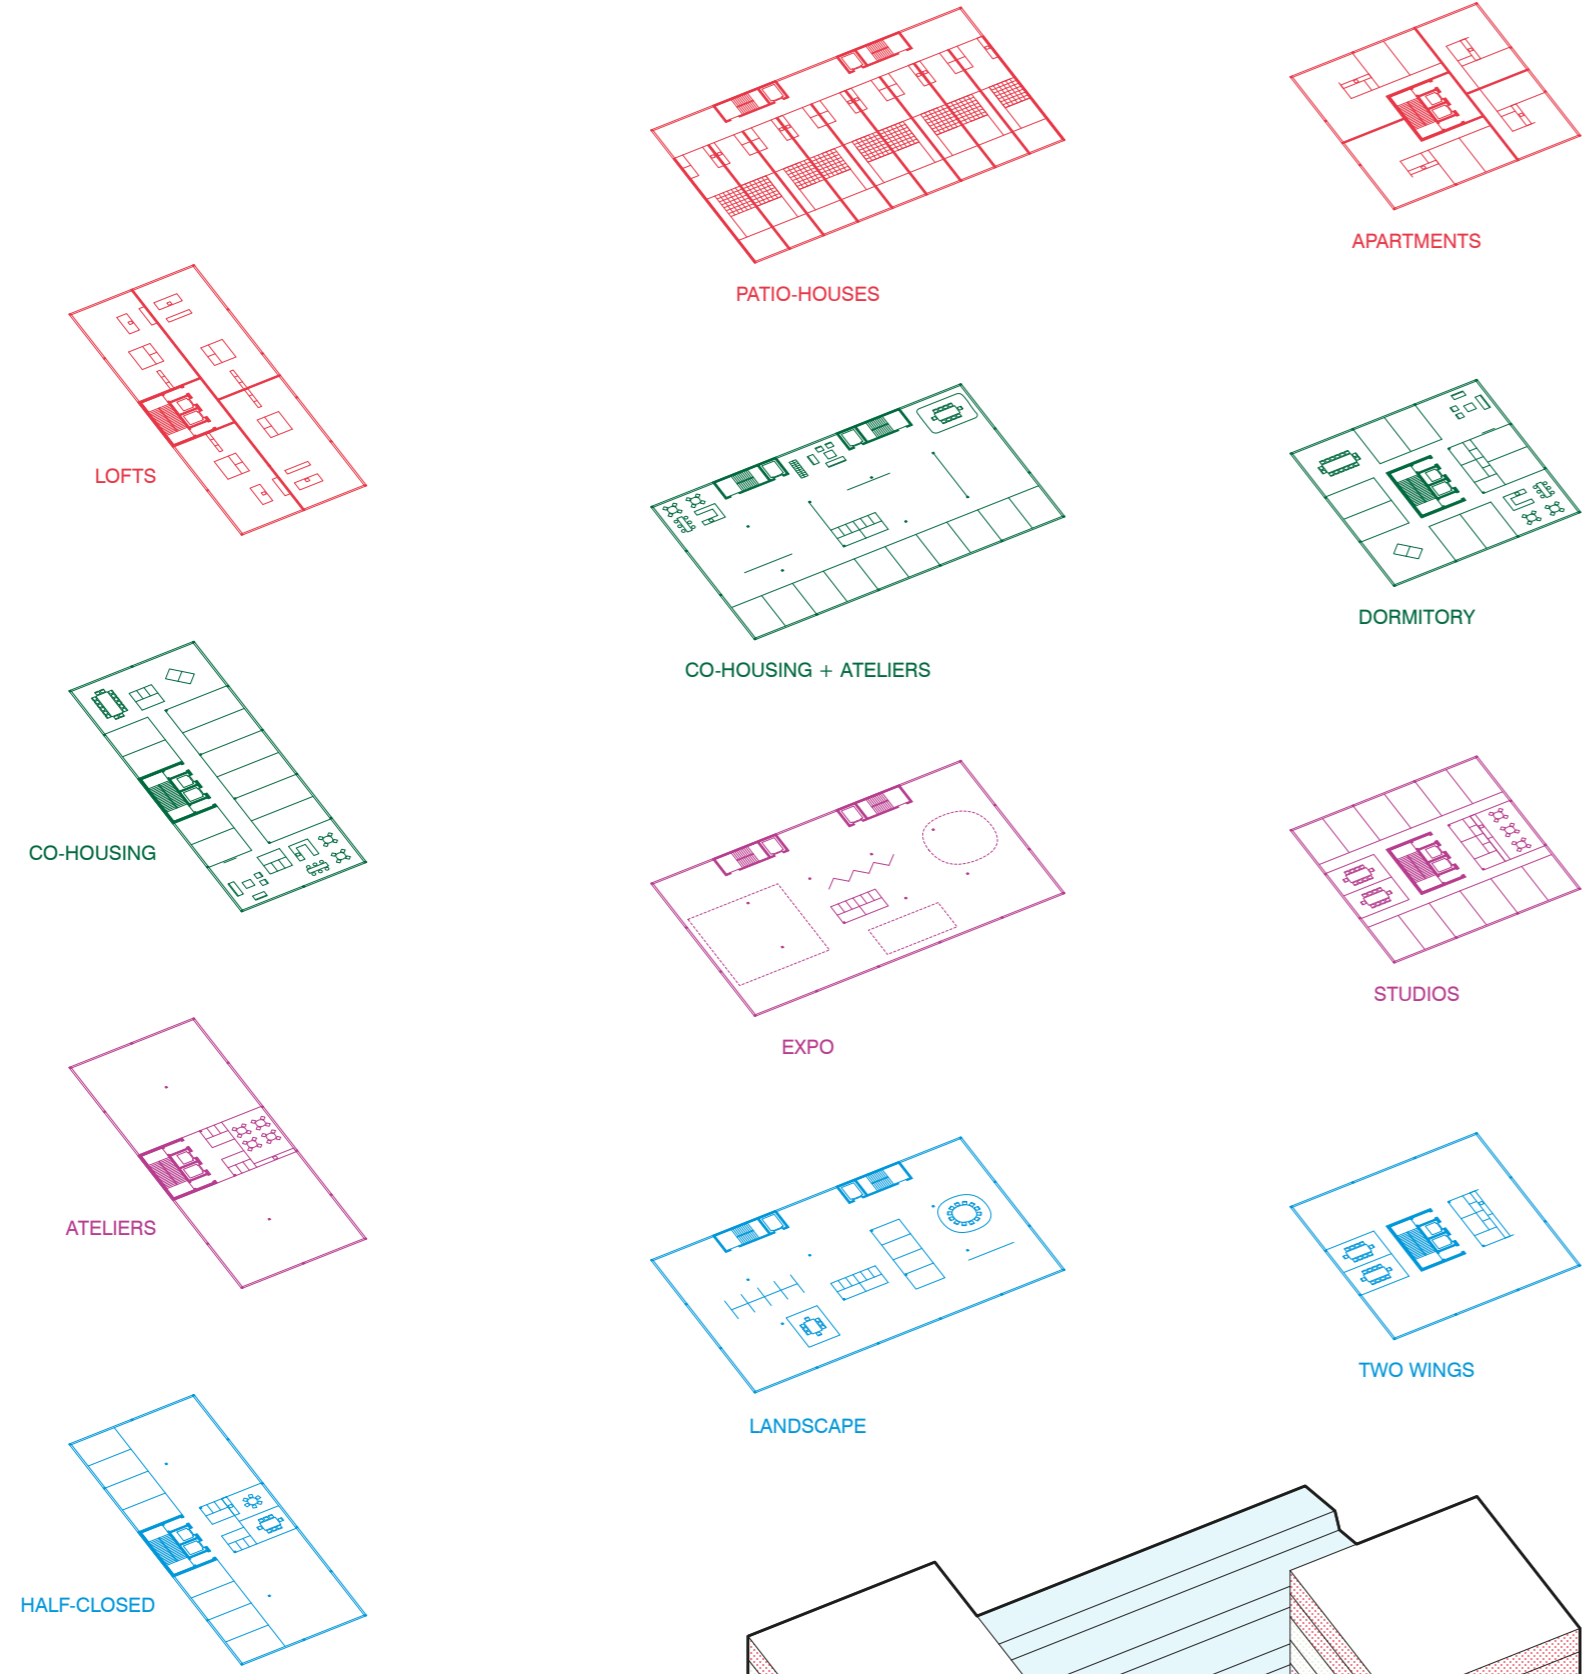 APARTMENTS
PATIO-HOUSES
LOFTS
DORMITORY
CO-HOUSING + ATELIERS
CO-HOUSING
STUDIOS
EXPO
ATELIERS
TWO WINGS
LANDSCAPE
HALF-CLOSED